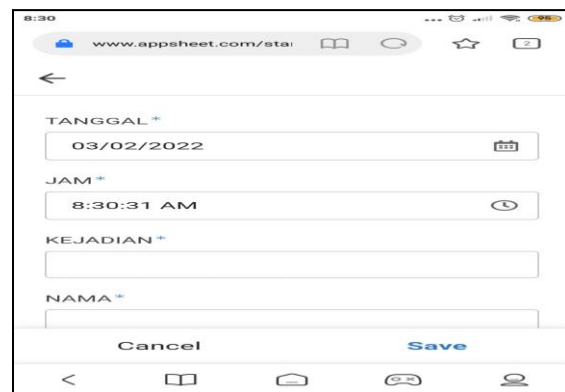 8:30
95
www.appsheet.com/sta
2
TANGGAL*
03/02/2022
JAM*
8:30:31 AM
KEJADIAN*
NAMA*
Cancel
Save